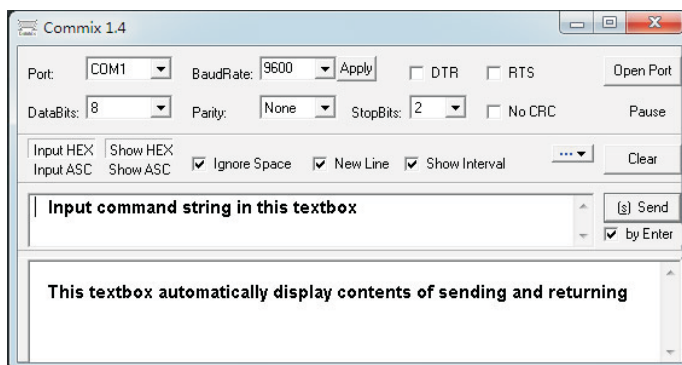 Commix 1.4
Port: COM1 BaudRate: 9600 Apply DTR RTS Open Port
DataBits: 8 Parity: None StopBits: 2 No CRC Pause
Input HEX Show HEX
Input ASC Show ASC Ignore Space New Line Show Interval ... Clear
Input command string in this textbox (s) Send
by Enter
This textbox automatically display contents of sending and returning